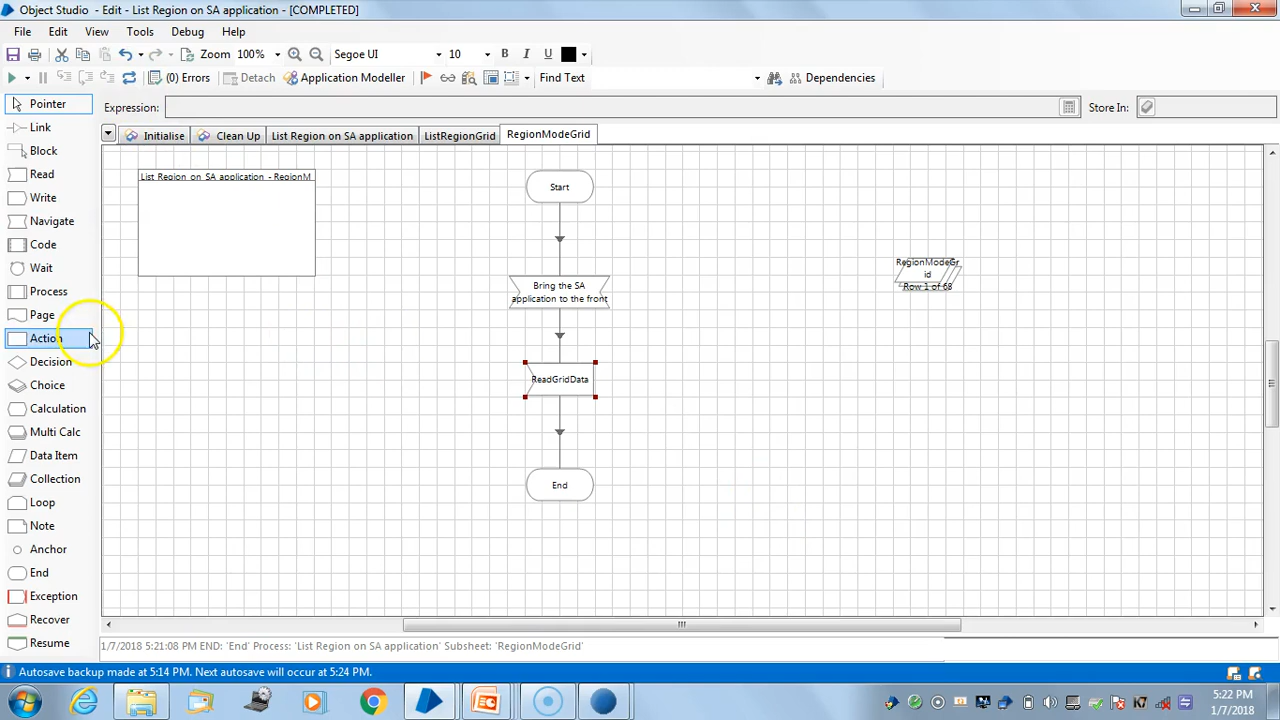 Object Studio - Edit - List Region on SA application - [COMPLETED]
File Edit View Tools Debug Help
Zoom 100% Segoe UI 10 B I U
(0) Errors Detach Application Modeller Find Text Dependencies
Pointer
Expression: Store In:
Link
Initialise Clean Up List Region on SA application ListRegionGrid RegionModeGrid
Block
Read
Write
Navigate
Code
Wait
Process
Page
Action
Decision
Choice
Calculation
Multi Calc
Data Item
Collection
Loop
Note
Anchor
End
Exception
Recover
Resume
List Region on SA application - RegionM
Start
Bring the SA
application to the front
ReadGridData
End
RegionModeGr
id
Row 1 of 68
1/7/2018 5:21:08 PM END: 'End' Process: 'List Region on SA application' Subsheet: 'RegionModeGrid'
Autosave backup made at 5:14 PM. Next autosave will occur at 5:24 PM.
5:22 PM
1/7/2018